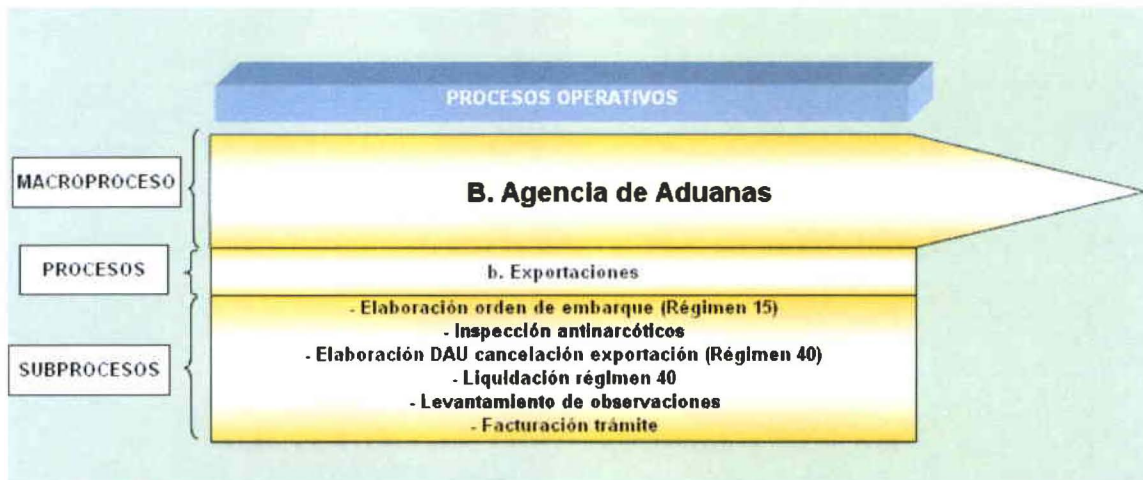 PROCESOS OPERATIVOS
MACROPROCESO
B. Agencia de Aduanas
PROCESOS
b. Exportaciones
SUBPROCESOS
- Elaboración orden de embarque (Régimen 15)
- Inspección antinarcóticos
- Elaboración DAU cancelación exportación (Régimen 40)
- Liquidación régimen 40
- Levantamiento de observaciones
- Facturación trámite